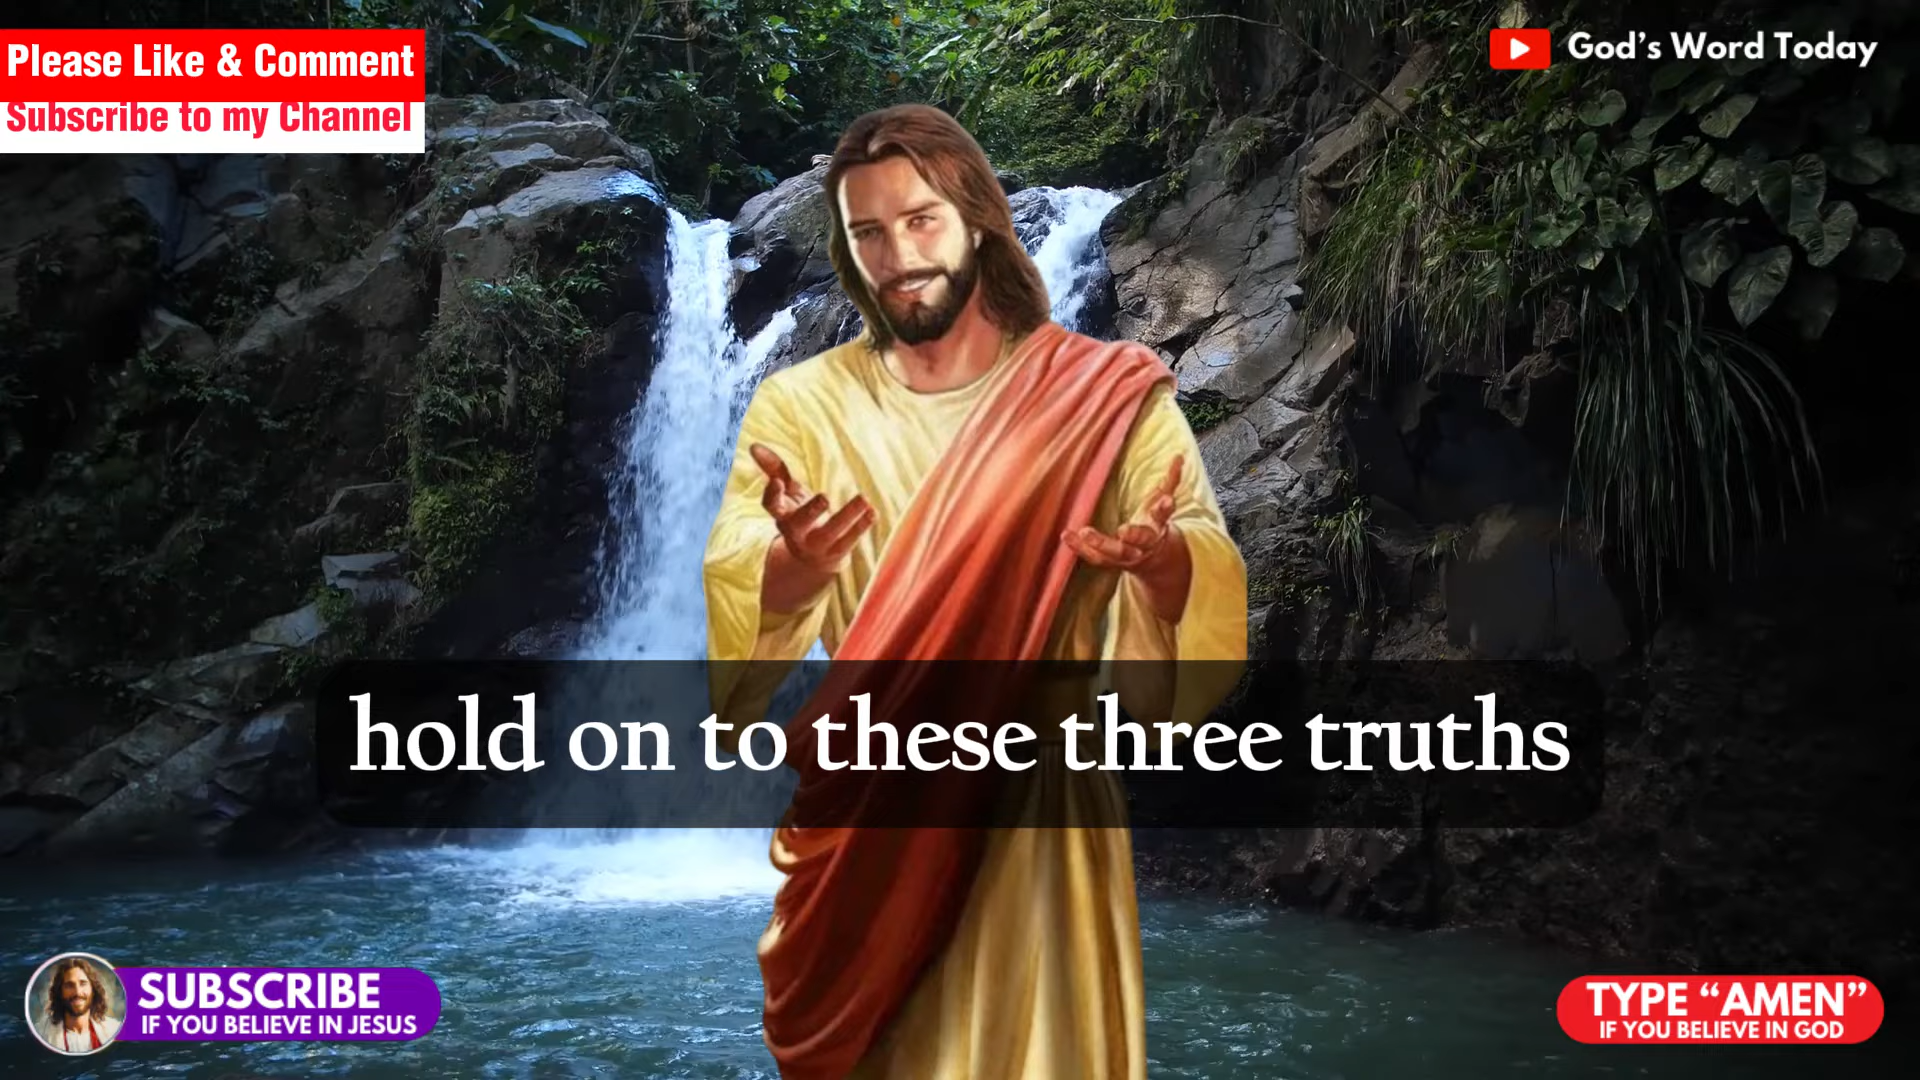 Please Like & Comment
Subscribe to my Channel
God's Word Today
hold on to these three truths
SUBSCRIBE
IF YOU BELIEVE IN JESUS
TYPE “AMEN”
IF YOU BELIEVE IN GOD